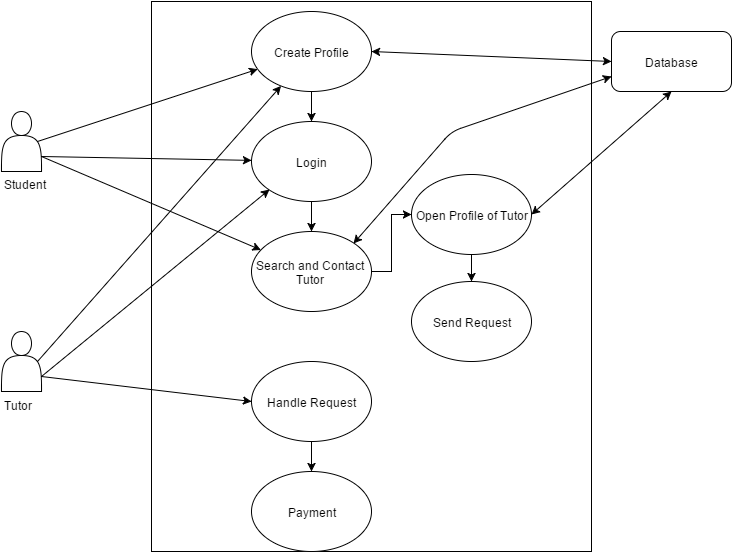 Create Profile
Database
Login
Student
Open Profile of Tutor
Search and Contact
Tutor
Send Request
Tutor
Handle Request
Payment